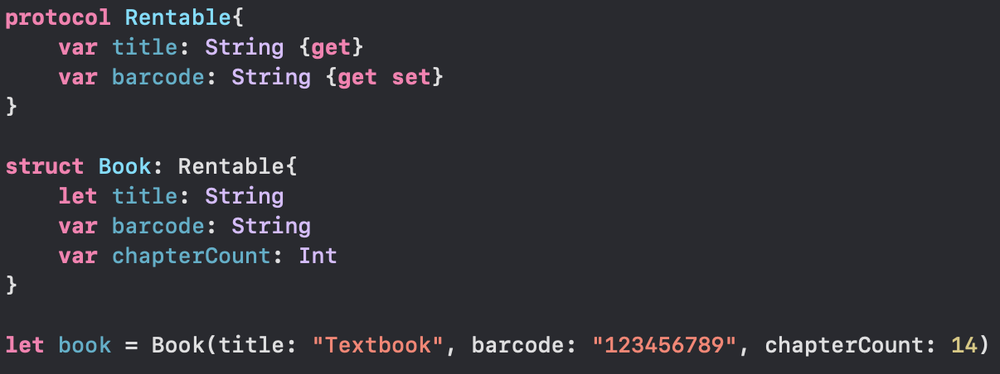 protocol Rentable{
    var title: String {get}
    var barcode: String {get set}
}
struct Book: Rentable{
    let title: String
    var barcode: String
    var chapterCount: Int
}
let book = Book(title: "Textbook", barcode: "123456789", chapterCount: 14)